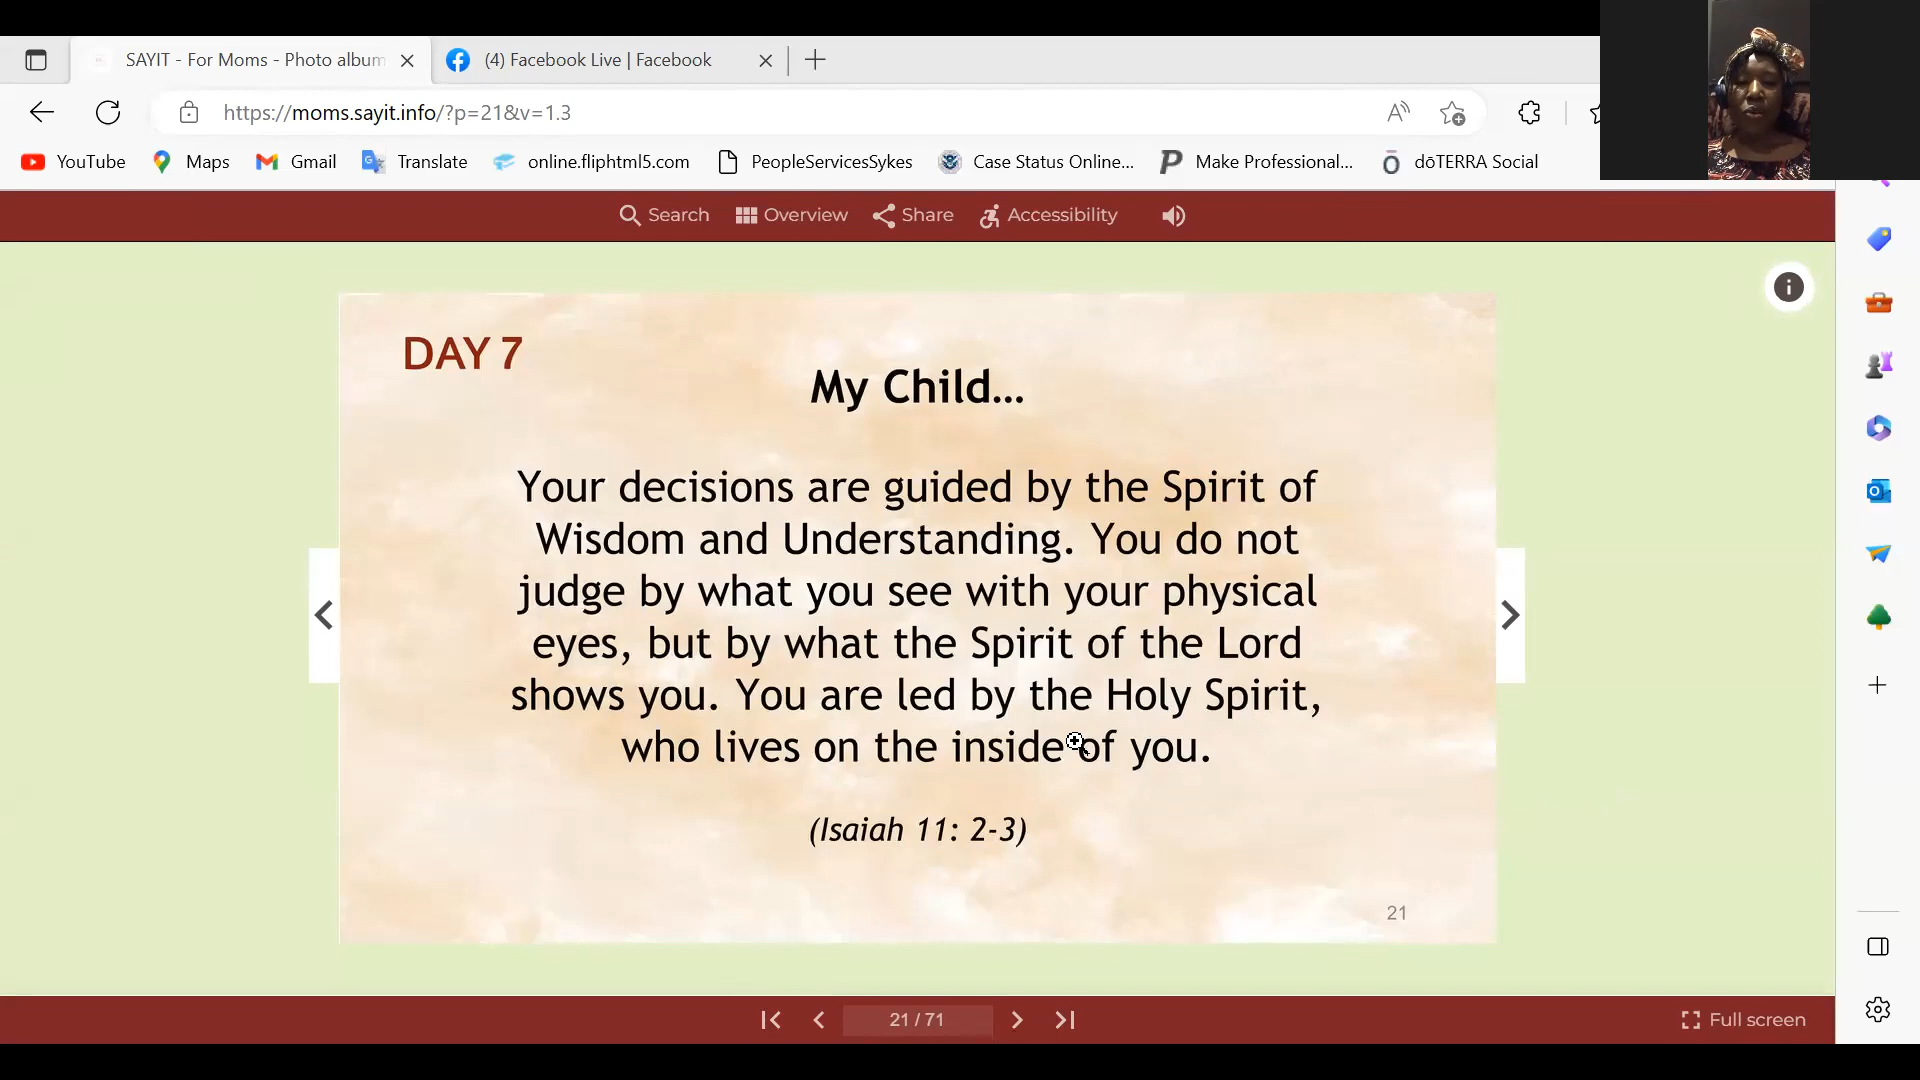 SAYIT - For Moms - Photo album
(4) Facebook Live | Facebook
https://moms.sayit.info/?p=21&v=1.3
YouTube
Maps
Gmail
Translate
online.fliphtml5.com
PeopleServicesSykes
Case Status Online...
Make Professional...
dōTERRA Social
Search
Overview
Share
Accessibility
DAY 7
My Child...
Your decisions are guided by the Spirit of
Wisdom and Understanding. You do not
judge by what you see with your physical
eyes, but by what the Spirit of the Lord
shows you. You are led by the Holy Spirit,
who lives on the inside of you.
(Isaiah 11: 2-3)
21
21 / 71
Full screen